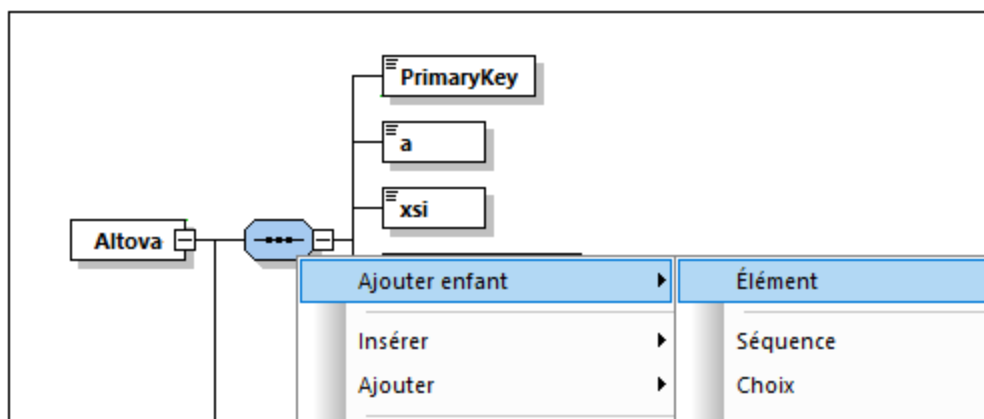 PrimaryKey
a
xsi
Altova
Ajouter enfant
Élément
Insérer
Séquence
Ajouter
Choix